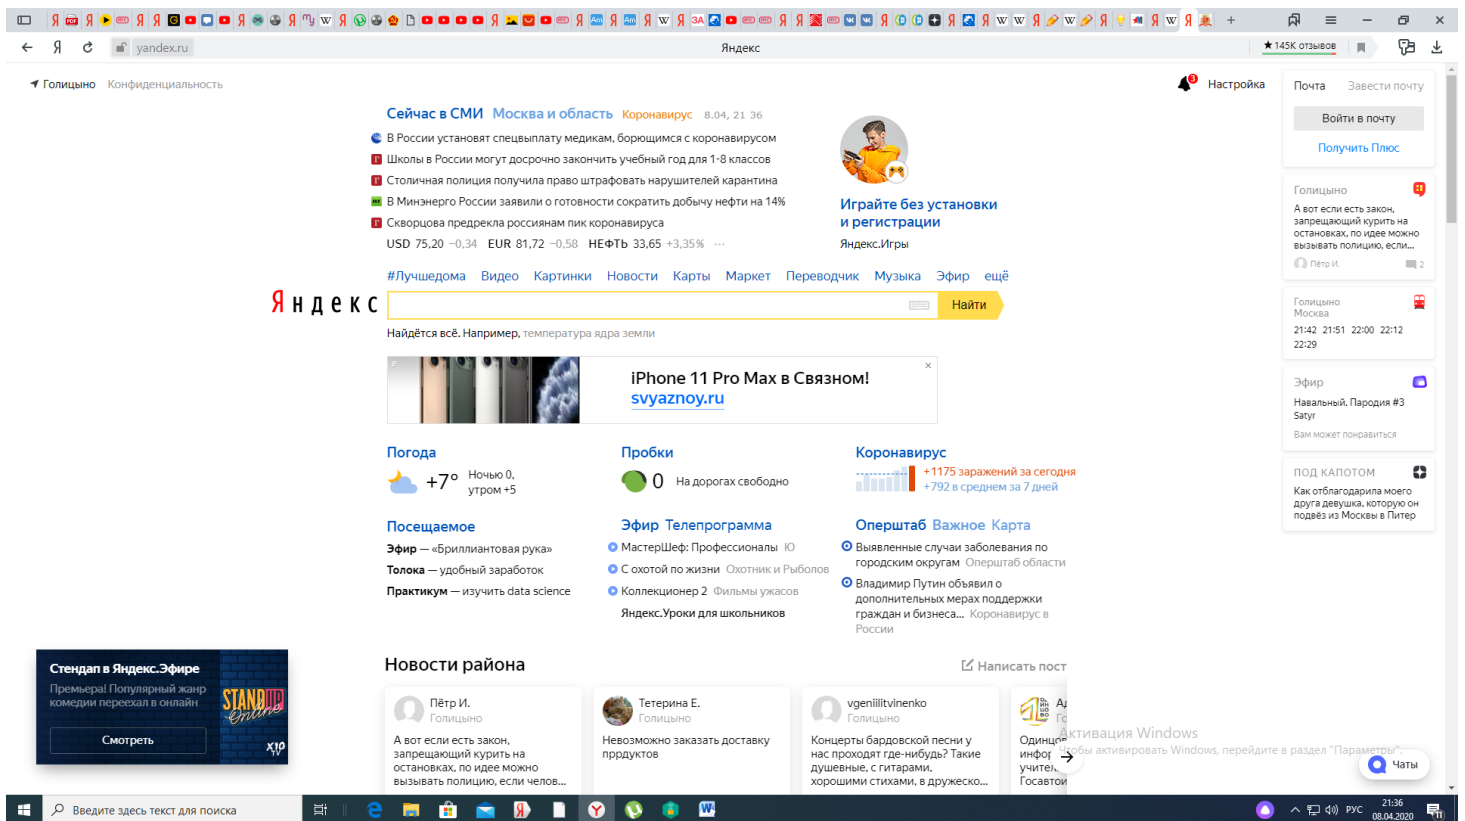 Яндекс
yandex.ru
★ 145K отзывов
Голицыно Конфиденциальность
3
Настройка
Сейчас в СМИ Москва и область Коронавирус 8.04, 21 36
В России установят спецвыплату медикам, борющимся с коронавирусом
Школы в России могут досрочно закончить учебный год для 1-8 классов
Столичная полиция получила право штрафовать нарушителей карантина
В Минэнерго России заявили о готовности сократить добычу нефти на 14%
Скворцова предрекла россиянам пик коронавируса
USD 75,20 −0,34 EUR 81,72 −0,58 НЕФТЬ 33,65 +3,35% ···
Играйте без установки
и регистрации
Яндекс.Игры
Почта Завести почту
Войти в почту
Получить Плюс
Голицыно
А вот если есть закон,
запрещающий курить на
остановках, по идее можно
вызывать полицию, если...
Пётр И. 2
Голицыно
Москва
21:42 21:51 22:00 22:12
22:29
Эфир
Навальный. Пародия #3
Satyr
Вам может понравиться
ПОД КАПОТОМ
Как отблагодарила моего
друга девушка, которую он
подвёз из Москвы в Питер
#Лучшедома Видео Картинки Новости Карты Маркет Переводчик Музыка Эфир ещё
Яндекс
Найти
Найдётся всё. Например, температура ядра земли
iPhone 11 Pro Max в Связном!
svyaznoy.ru
Погода
+7° Ночью 0,
утром +5
Пробки
0 На дорогах свободно
Коронавирус
+1175 заражений за сегодня
+792 в среднем за 7 дней
Посещаемое
Эфир — «Бриллиантовая рука»
Толока — удобный заработок
Практикум — изучить data science
Эфир Телепрограмма
МастерШеф: Профессионалы Ю
С охотой по жизни Охотник и Рыболов
Коллекционер 2 Фильмы ужасов
Яндекс.Уроки для школьников
Оперштаб Важное Карта
Выявленные случаи заболевания по
городским округам Оперштаб области
Владимир Путин объявил о
дополнительных мерах поддержки
граждан и бизнеса... Коронавирус в
России
Стендап в Яндекс.Эфире
Премьера! Популярный жанр
комедии переехал в онлайн
Смотреть
STANDUP
Online
X10
TV
Новости района
Написать пост
Пётр И.
Голицыно
А вот если есть закон,
запрещающий курить на
остановках, по идее можно
вызывать полицию, если челов...
Тетерина Е.
Голицыно
Невозможно заказать доставку
прpдуктов
vgeniilitvinenko
Голицыно
Концерты бардовской песни у
нас проходят где-нибудь? Такие
душевные, с гитарами,
хорошими стихами, в дружеско...
Активация Windows
Чтобы активировать Windows, перейдите в раздел "Параметры".
Чаты
Введите здесь текст для поиска
РУС
21:36
08.04.2020
11